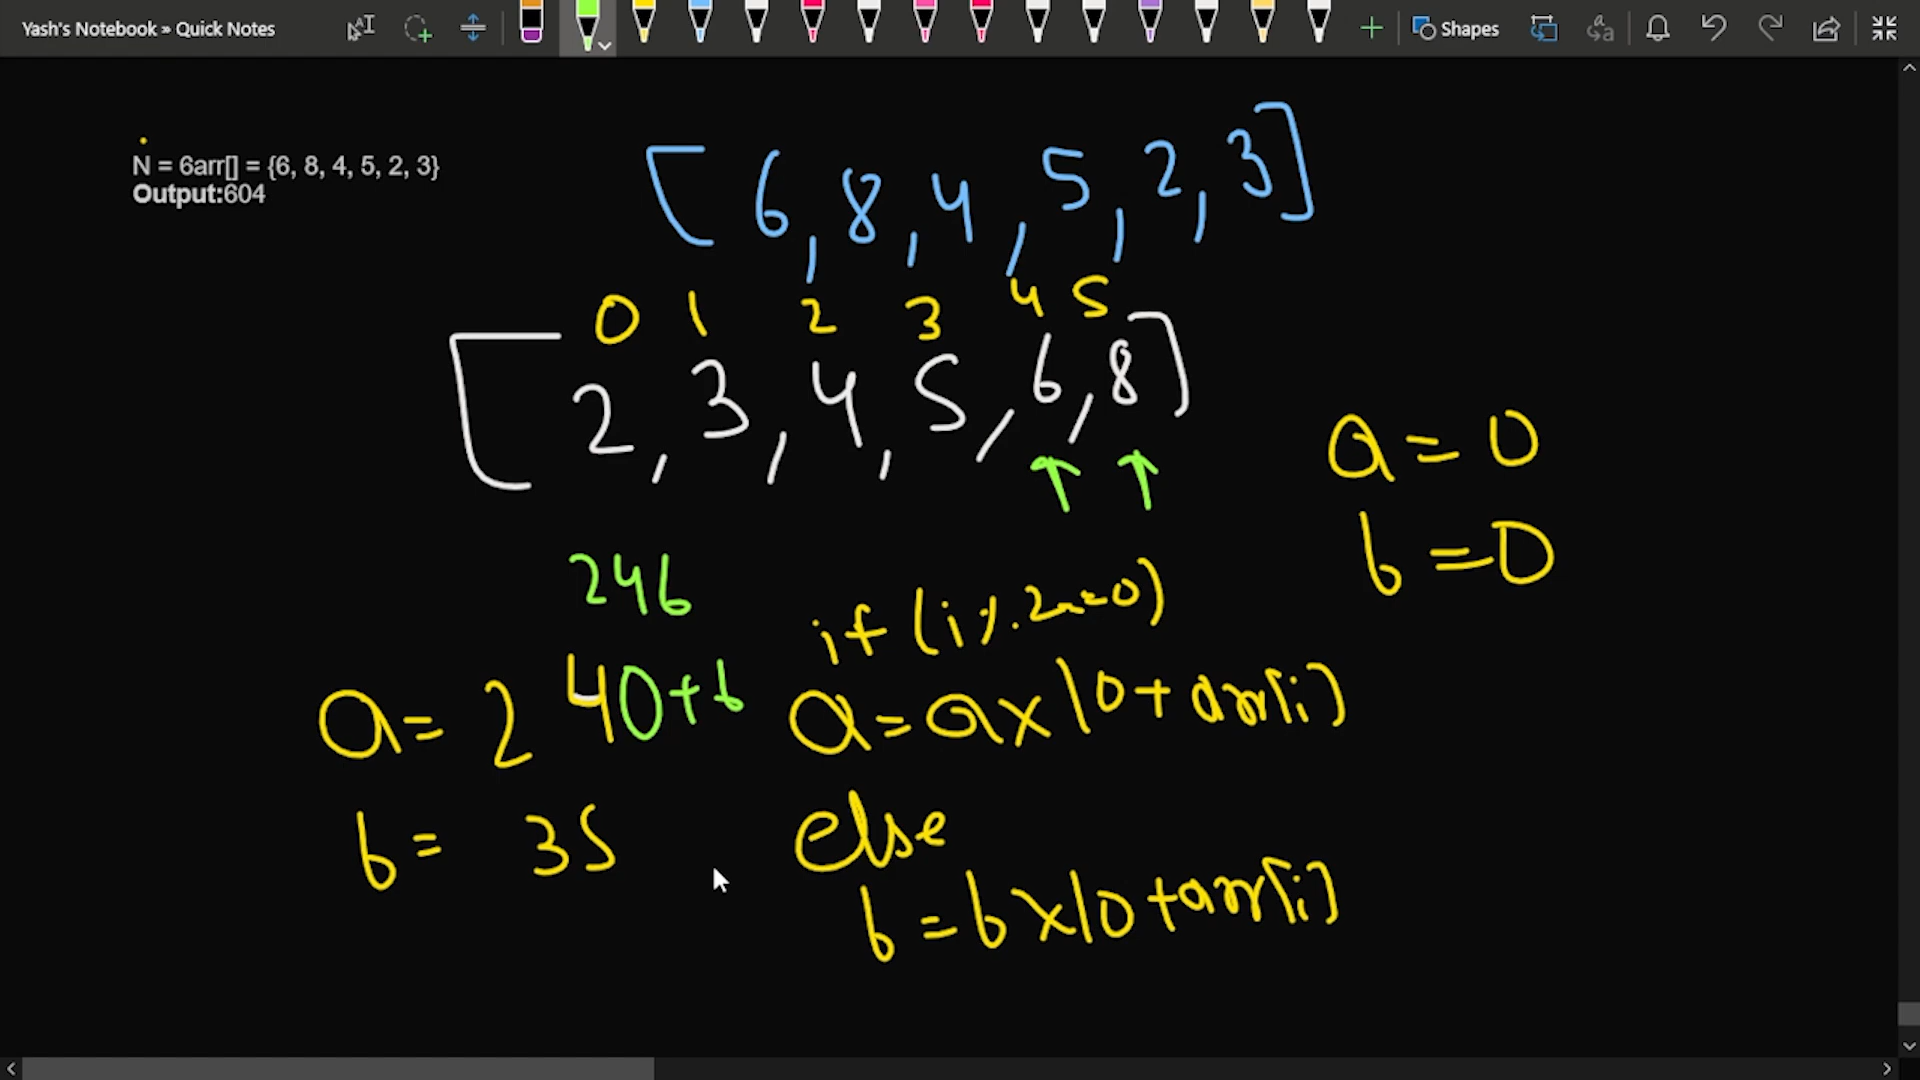 Yash's Notebook » Quick Notes
Shapes
N = 6arr[] = {6, 8, 4, 5, 2, 3}
Output:604
[6, 8, 4, 5, 2, 3]
0 1 2 3 4 5
[2, 3, 4, 5, 6, 8]
a = 0
b = 0
246
if (i%2==0)
a = 240+6
a = a x 10 + arr[i]
b = 35
else
b = b x 10 + arr[i]